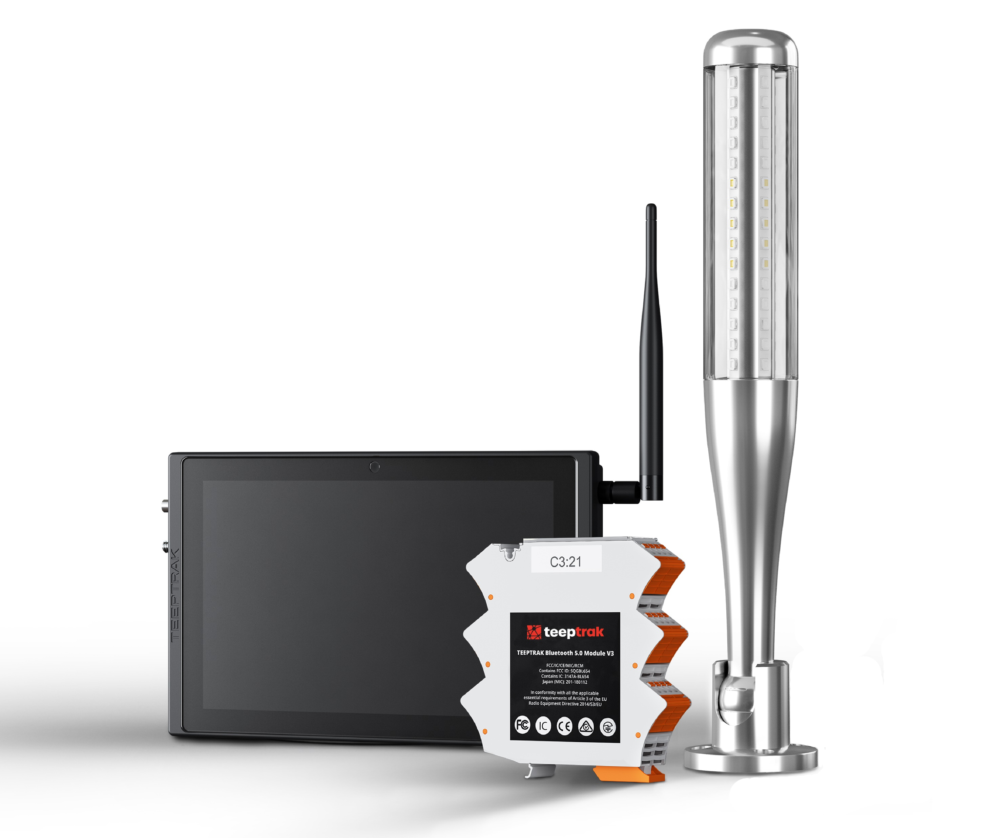 TEEPTRAK
C3:21
teeptrak
TEEPTRAK Bluetooth 5.0 Module V3
FCC/IC/CE/MIC/RCM
Contains FCC ID: SQGBL654
Contains IC: 3147A-BL654
Japan (MIC): 201-180112
In conformity with all the applicable
essential requirements of Article 3 of the EU
Radio Equipment Directive 2014/53/EU
FC IC CE